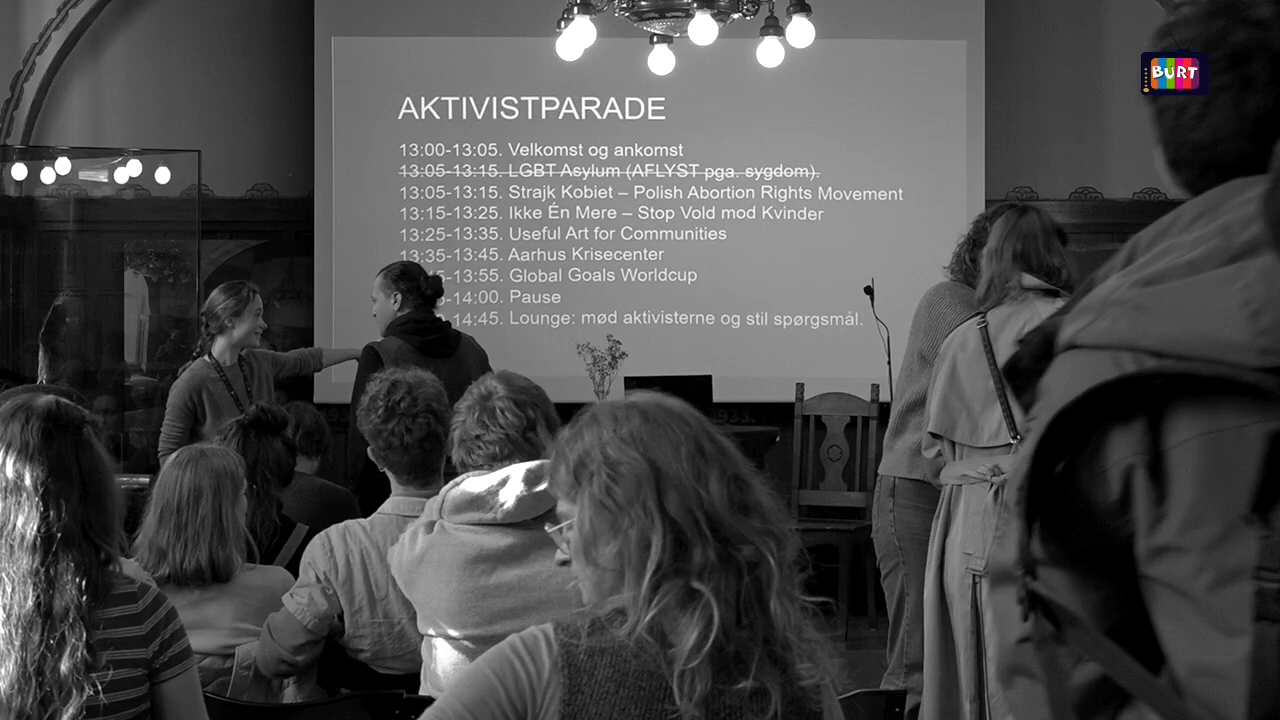 BURT
AKTIVISTPARADE
13:00-13:05. Velkomst og ankomst
13:05-13:15. LGBT Asylum (AFLYST pga. sygdom).
13:05-13:15. Strajk Kobiet – Polish Abortion Rights Movement
13:15-13:25. Ikke Én Mere – Stop Vold mod Kvinder
13:25-13:35. Useful Art for Communities
13:35-13:45. Aarhus Krisecenter
5-13:55. Global Goals Worldcup
5-14:00. Pause
-14:45. Lounge: mød aktivisterne og stil spørgsmål.
1933.